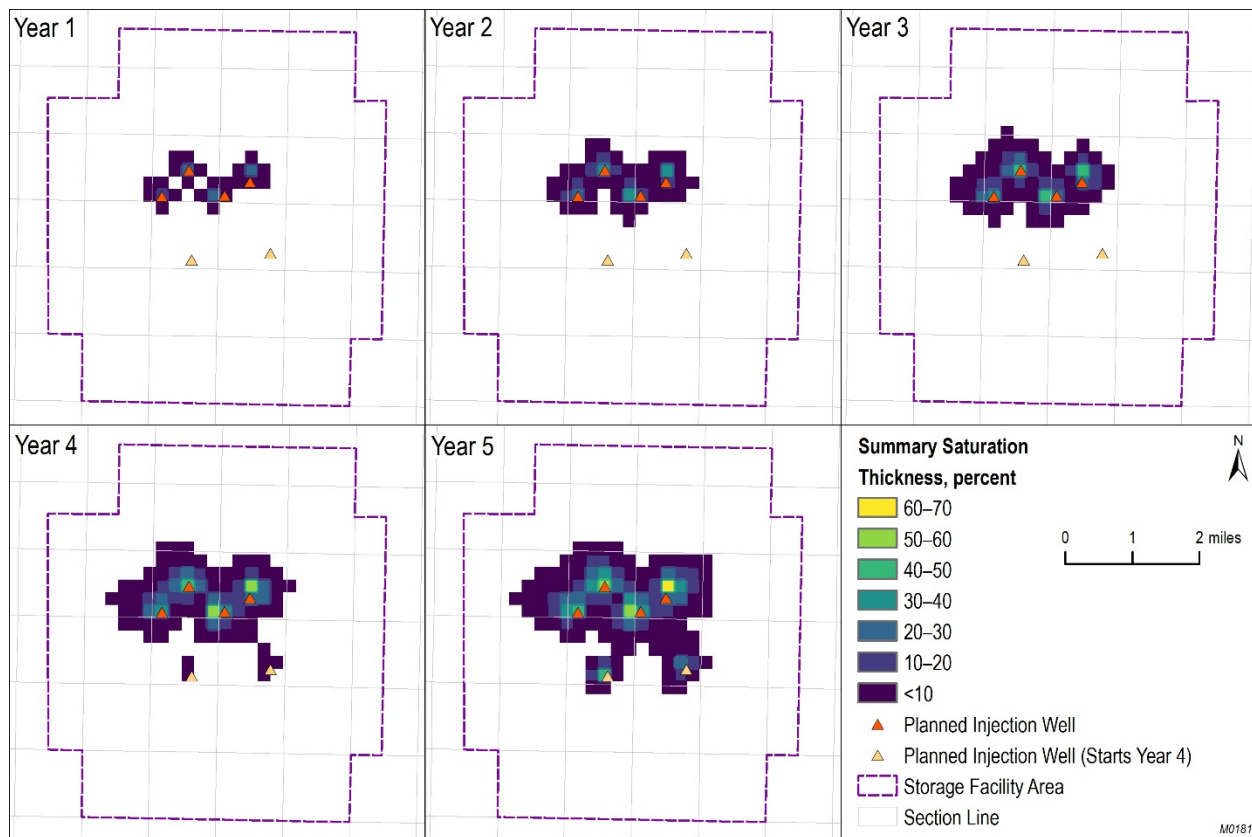 Year 1
Year 2
Year 3
Year 4
Year 5
Summary Saturation
Thickness, percent
60–70
50–60
40–50
30–40
20–30
10–20
<10
Planned Injection Well
Planned Injection Well (Starts Year 4)
Storage Facility Area
Section Line
N
0 1 2 miles
M0181